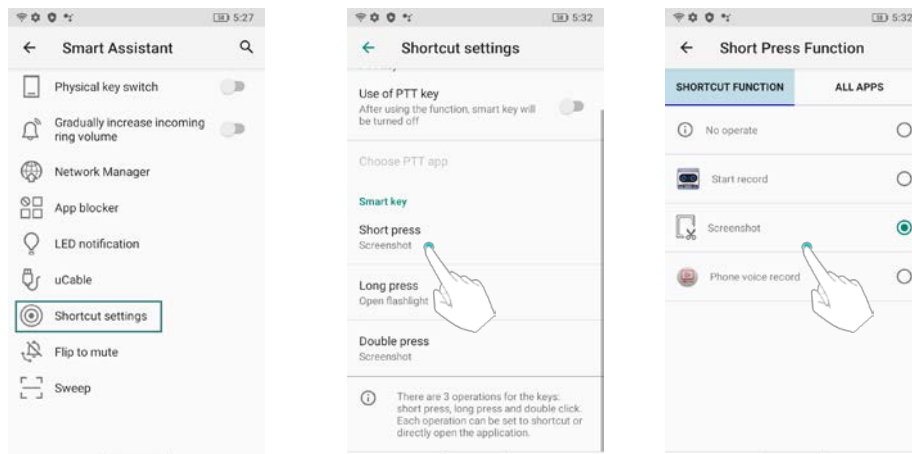 5:27
Smart Assistant
Physical key switch
Gradually increase incoming
ring volume
Network Manager
App blocker
LED notification
uCable
Shortcut settings
Flip to mute
Sweep
5:32
Shortcut settings
Use of PTT key
After using the function, smart key will
be turned off
Choose PTT app
Smart key
Short press
Screenshot
Long press
Open flashlight
Double press
Screenshot
There are 3 operations for the keys:
short press, long press and double click.
Each operation can be set to shortcut or
directly open the application.
5:32
Short Press Function
SHORTCUT FUNCTION ALL APPS
No operate
Start record
Screenshot
Phone voice record